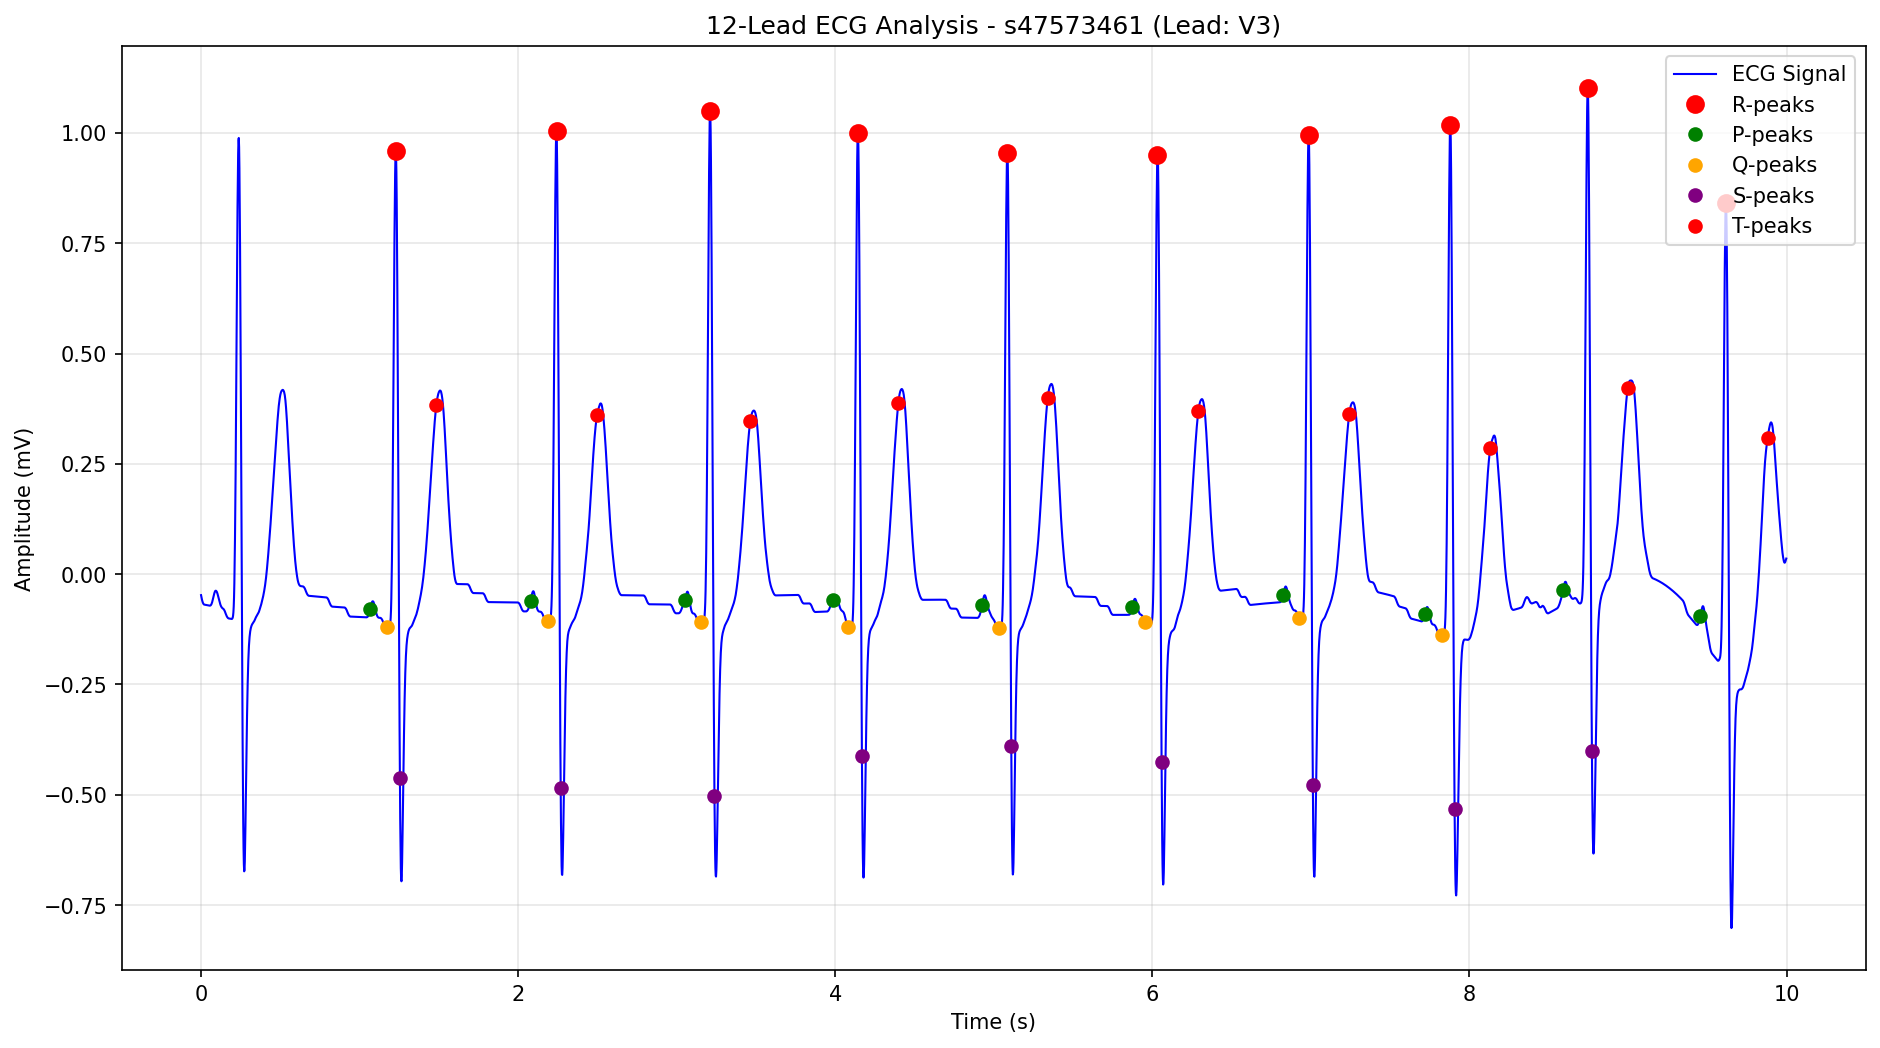 12-Lead ECG Analysis - s47573461 (Lead: V3)
ECG Signal
R-peaks
P-peaks
Q-peaks
S-peaks
T-peaks
Amplitude (mV)
1.00
0.75
0.50
0.25
0.00
−0.25
−0.50
−0.75
0 2 4 6 8 10
Time (s)